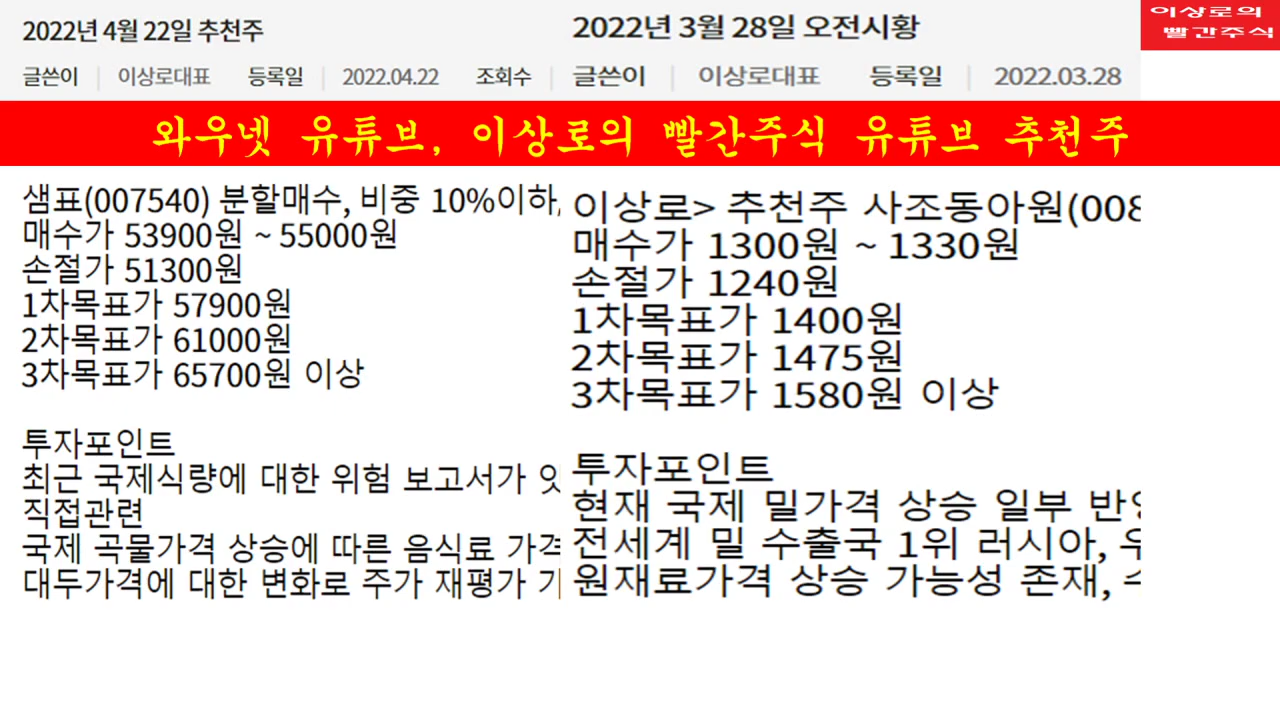 2022년 4월 22일 추천주
글쓴이 이상로대표 등록일 2022.04.22 조회수
2022년 3월 28일 오전시황
글쓴이 이상로대표 등록일 2022.03.28
이상로의
빨간주식
와우넷 유튜브, 이상로의 빨간주식 유튜브 추천주
샘표(007540) 분할매수, 비중 10%이하,
매수가 53900원 ~ 55000원
손절가 51300원
1차목표가 57900원
2차목표가 61000원
3차목표가 65700원 이상
투자포인트
최근 국제식량에 대한 위험 보고서가
직접관련
국제 곡물가격 상승에 따른 음식료 가격
대두가격에 대한 변화로 주가 재평가
이상로> 추천주 사조동아원(008
매수가 1300원 ~ 1330원
손절가 1240원
1차목표가 1400원
2차목표가 1475원
3차목표가 1580원 이상
투자포인트
현재 국제 밀가격 상승 일부
전세계 밀 수출국 1위 러시아,
원재료가격 상승 가능성 존재,